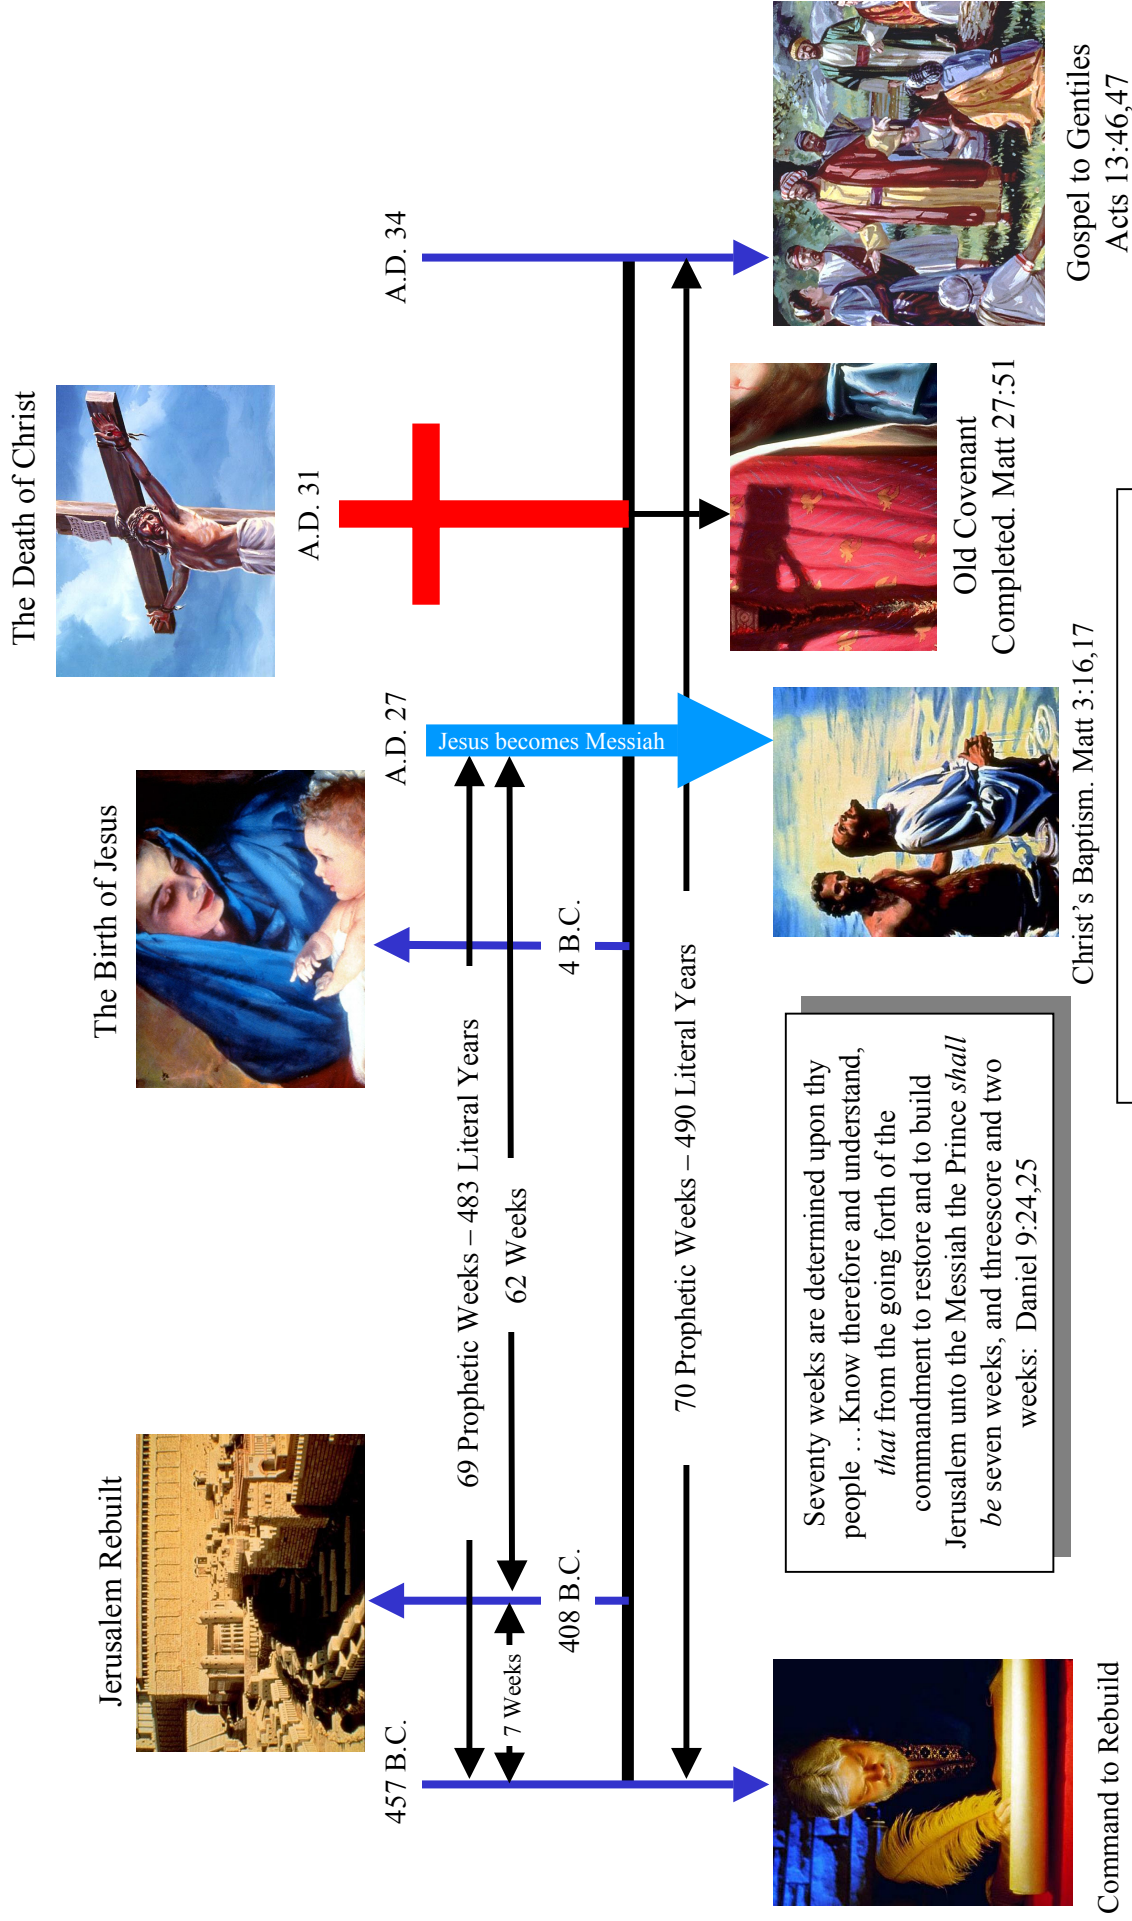 The Death of Christ
The Birth of Jesus
Jerusalem Rebuilt
A.D. 31
457 B.C.
A.D. 27
A.D. 34
69 Prophetic Weeks – 483 Literal Years
7 Weeks
62 Weeks
Jesus becomes Messiah
408 B.C.
4 B.C.
70 Prophetic Weeks – 490 Literal Years
Seventy weeks are determined upon thy
people …Know therefore and understand,
that from the going forth of the
commandment to restore and to build
Jerusalem unto the Messiah the Prince shall
be seven weeks, and threescore and two
weeks: Daniel 9:24,25
Command to Rebuild
Christ’s Baptism. Matt 3:16,17
Old Covenant
Completed. Matt 27:51
Gospel to Gentiles
Acts 13:46,47